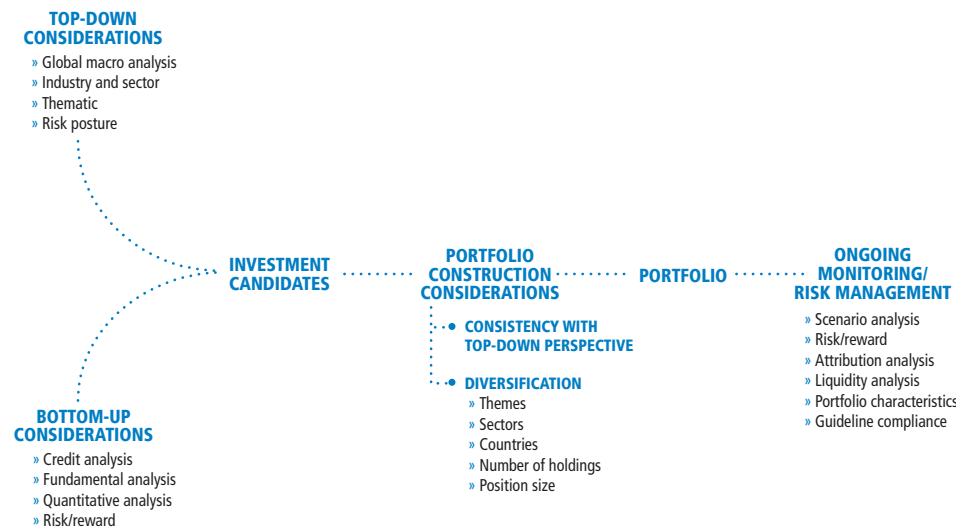 TOP-DOWN
CONSIDERATIONS
» Global macro analysis
» Industry and sector
» Thematic
» Risk posture
BOTTOM-UP
CONSIDERATIONS
» Credit analysis
» Fundamental analysis
» Quantitative analysis
» Risk/reward
INVESTMENT
CANDIDATES
PORTFOLIO
CONSTRUCTION
CONSIDERATIONS
CONSISTENCY WITH
TOP-DOWN PERSPECTIVE
DIVERSIFICATION
» Themes
» Sectors
» Countries
» Number of holdings
» Position size
PORTFOLIO
ONGOING
MONITORING/
RISK MANAGEMENT
» Scenario analysis
» Risk/reward
» Attribution analysis
» Liquidity analysis
» Portfolio characteristics
» Guideline compliance